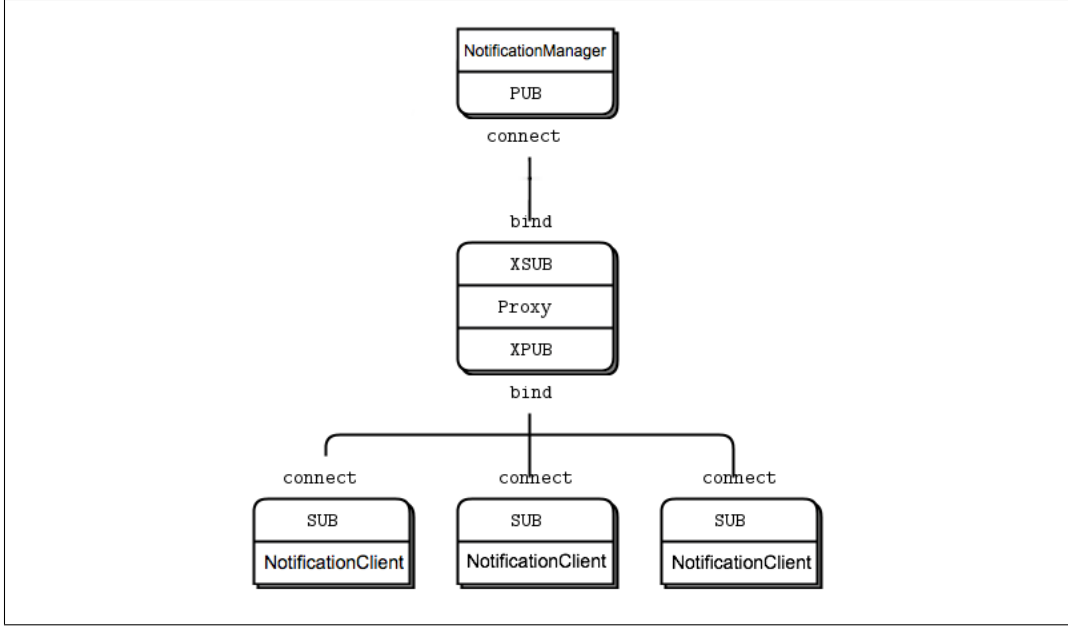 NotificationManager
PUB
connect
bind
XSUB
Proxy
XPUB
bind
connect connect connect
SUB SUB SUB
NotificationClient NotificationClient NotificationClient